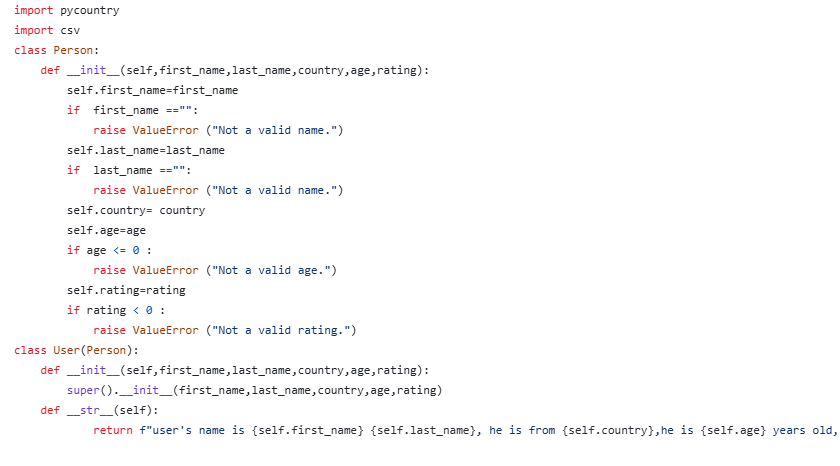 import pycountry
import csv
class Person:
    def __init__(self,first_name,last_name,country,age,rating):
        self.first_name=first_name
        if  first_name =="":
            raise ValueError ("Not a valid name.")
        self.last_name=last_name
        if  last_name =="":
            raise ValueError ("Not a valid name.")
        self.country= country
        self.age=age
        if age <= 0 :
            raise ValueError ("Not a valid age.")
        self.rating=rating
        if rating < 0 :
            raise ValueError ("Not a valid rating.")
class User(Person):
    def __init__(self,first_name,last_name,country,age,rating):
        super().__init__(first_name,last_name,country,age,rating)
    def __str__(self):
            return f"user's name is {self.first_name} {self.last_name}, he is from {self.country},he is {self.age} years old,